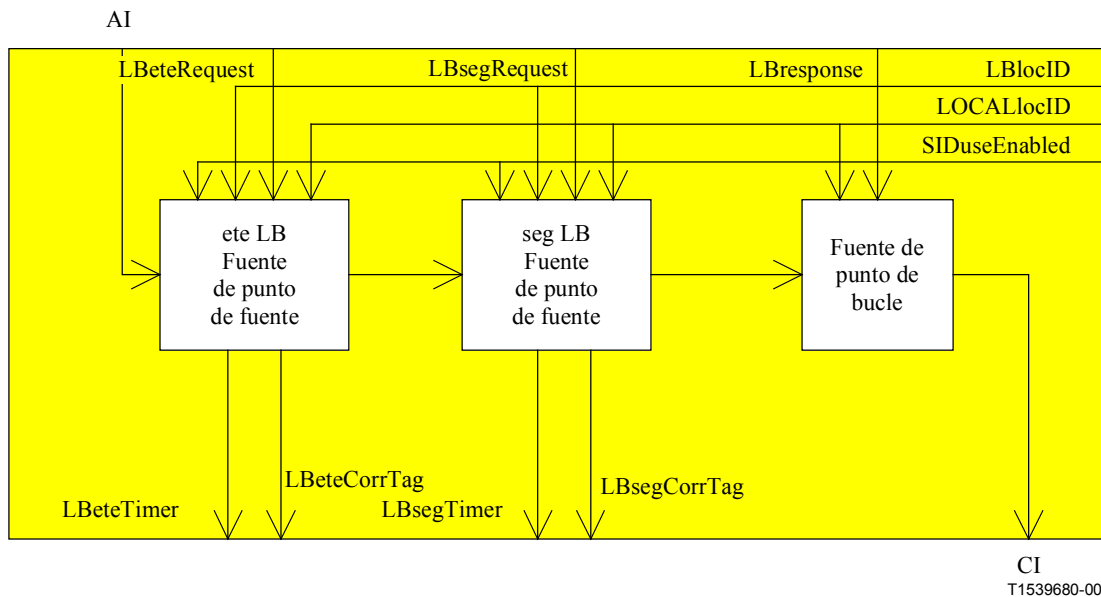 AI
LBeteRequest
LBsegRequest
LBresponse
LBlocID
LOCALlocID
SIDuseEnabled
ete LB
Fuente
de punto
de fuente
seg LB
Fuente
de punto
de fuente
Fuente de
punto de
bucle
LBeteTimer
LBeteCorrTag
LBsegTimer
LBsegCorrTag
CI
T1539680-00